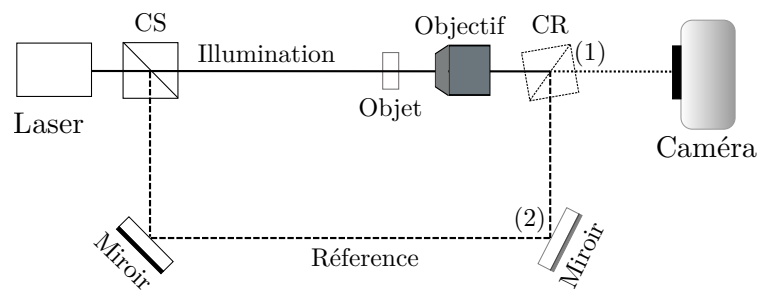 CS
Objectif
CR
Illumination
(1)
Objet
Laser
Caméra
(2)
Miroir
Réference
Miroir